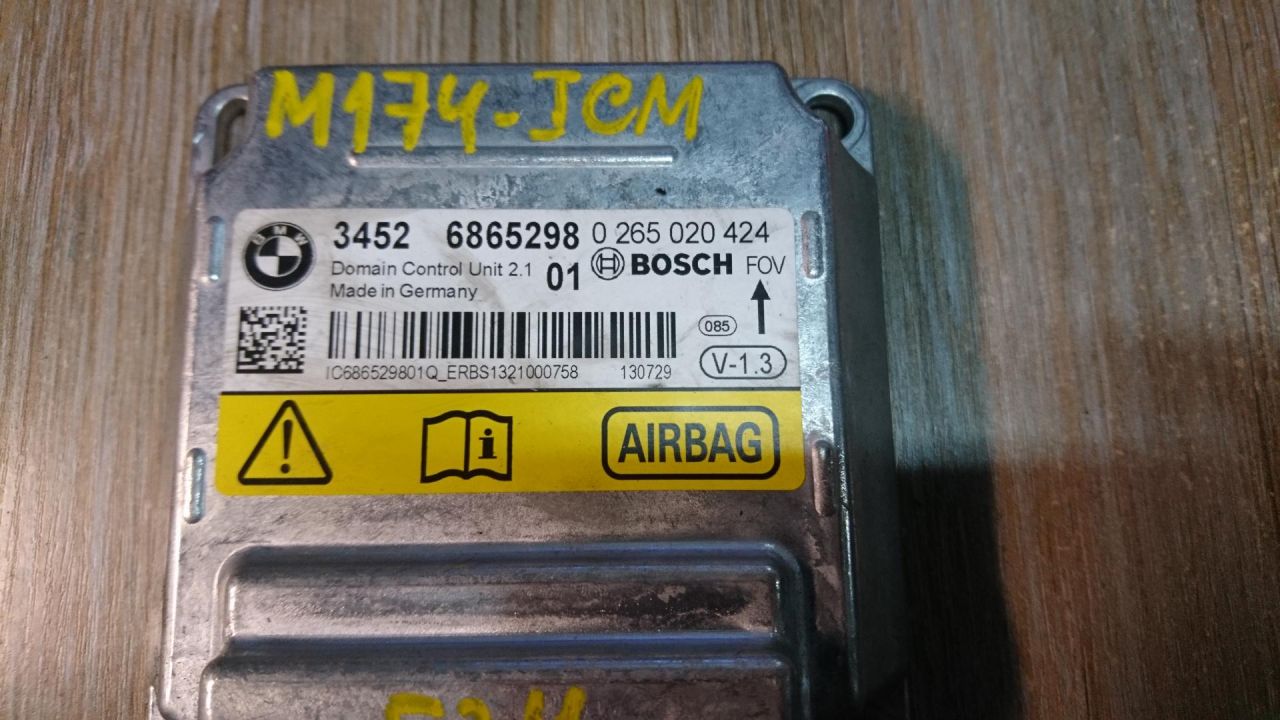 M174-JCM
BMW
3452 6865298 0 265 020 424
Domain Control Unit 2.1 01 BOSCH FOV
Made in Germany
085
V-1.3
IC686529801Q_ERBS1321000758 130729
AIRBAG